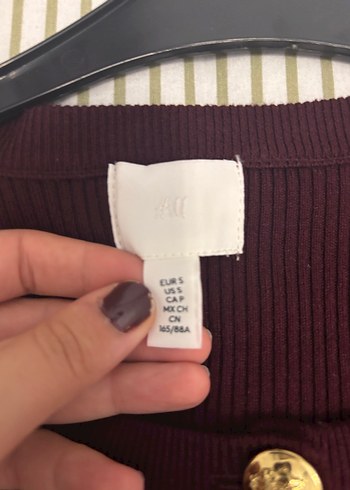 EUR S
US S
CA P
MX CH
CN
165/88A